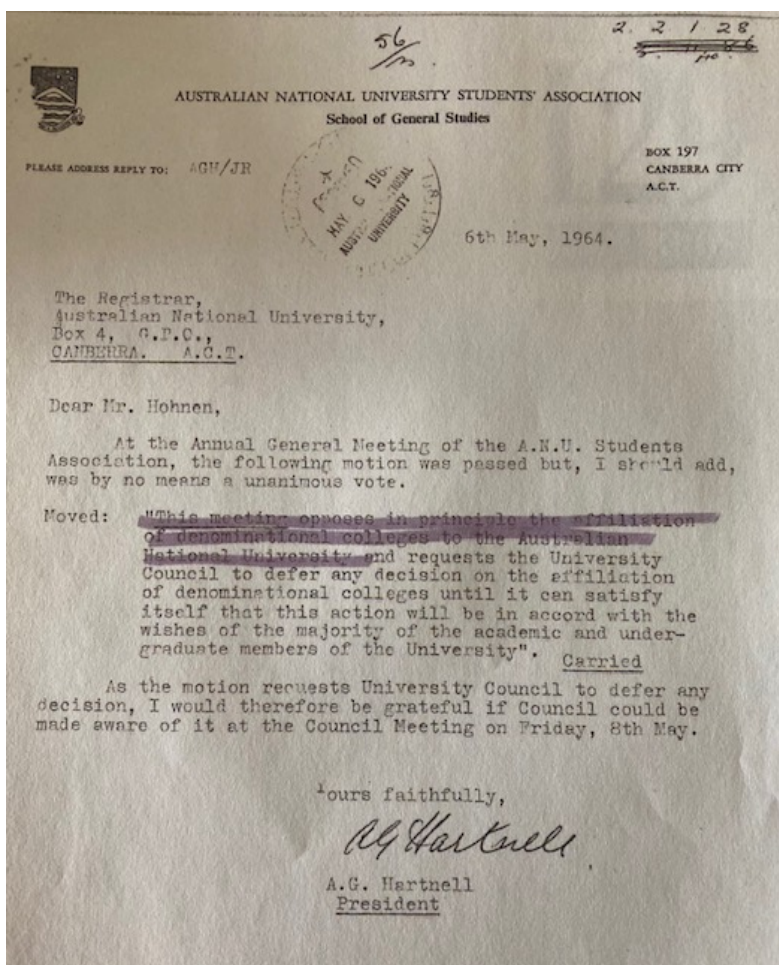 56
2. 2 1 28
AUSTRALIAN NATIONAL UNIVERSITY STUDENTS' ASSOCIATION
School of General Studies
PLEASE ADDRESS REPLY TO: AGH/JR
BOX 197
CANBERRA CITY
A.C.T.
MAY 6 196
UNIVERSITY
6th May, 1964.
The Registrar,
Australian National University,
Box 4, G.P.O.,
CANBERRA. A.C.T.
Dear Mr. Hohnen,
At the Annual General Meeting of the A.N.U. Students
Association, the following motion was passed but, I should add,
was by no means a unanimous vote.
Moved: "This meeting opposes in principle the affiliation
of denominational colleges to the Australian
National University and requests the University
Council to defer any decision on the affiliation
of denominational colleges until it can satisfy
itself that this action will be in accord with the
wishes of the majority of the academic and under-
graduate members of the University".
Carried
As the motion requests University Council to defer any
decision, I would therefore be grateful if Council could be
made aware of it at the Council Meeting on Friday, 8th May.
Yours faithfully,
AG Hartnell
A.G. Hartnell
President